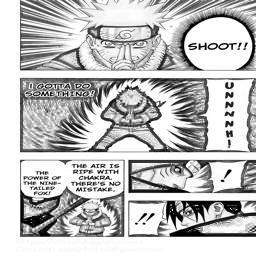 SHOOT!!
I GOTTA DO
SOMETHING!
UNNNNH!
THE
POWER OF
THE NINE-
TAILED
FOX!
THE AIR IS
RIPE WITH
CHAKRA.
THERE'S NO
MISTAKE.
!
!!